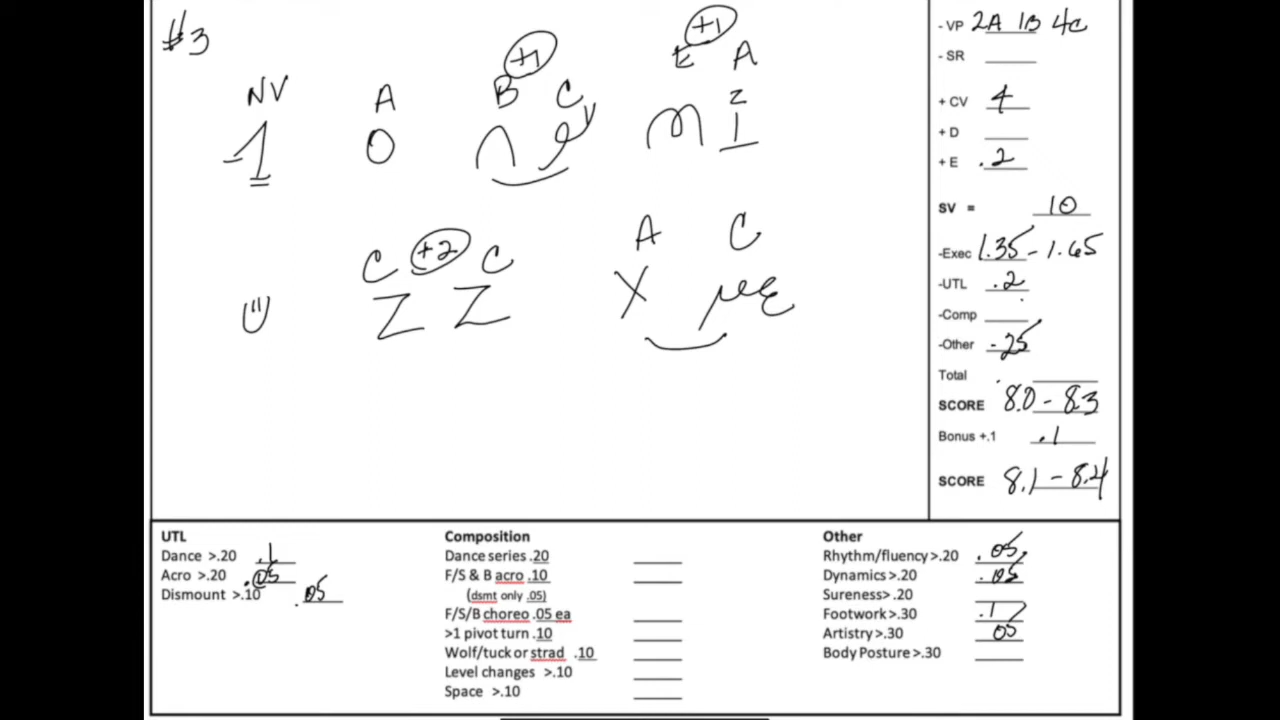 #3
NV A B +1 C E +1 A
2
1 0 1
C +2 C A C
Z Z X
- VP 2A 1B 4C
- SR
+ CV 4
+ D
+ E .2
SV = 10
-Exec 1.35 - 1.65
-UTL .2
-Comp
-Other .25
Total
SCORE 8.0 - 8.3
Bonus +.1 .1
SCORE 8.1 - 8.4
UTL
Dance >.20 .1
Acro >.20 .05
Dismount >.10 .05
Composition
Dance series .20
F/S & B acro .10
(dsmt only .05)
F/S/B choreo .05 ea
>1 pivot turn .10
Wolf/tuck or strad .10
Level changes >.10
Space >.10
Other
Rhythm/fluency >.20 .05
Dynamics >.20 .05
Sureness> .20
Footwork >.30 .1
Artistry >.30 05
Body Posture >.30